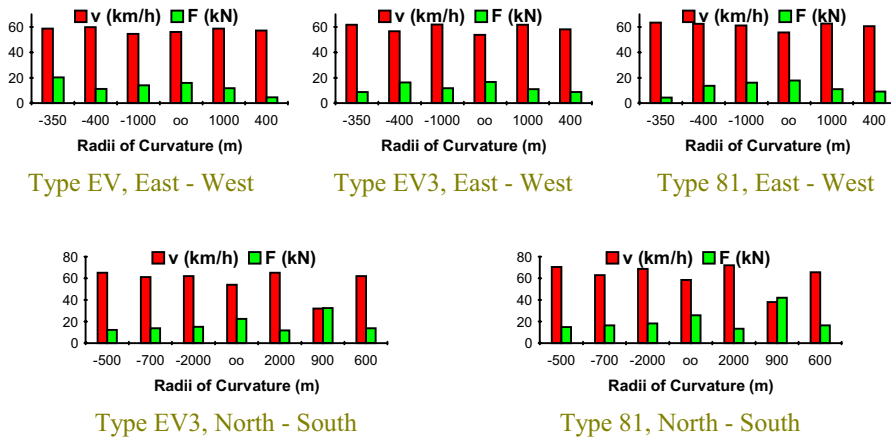 v (km/h) F (kN)
60
40
20
0
-350 -400 -1000 oo 1000 400
Radii of Curvature (m)
Type EV, East - West
v (km/h) F (kN)
60
40
20
0
-350 -400 -1000 oo 1000 400
Radii of Curvature (m)
Type EV3, East - West
v (km/h) F (kN)
60
40
20
0
-350 -400 -1000 oo 1000 400
Radii of Curvature (m)
Type 81, East - West
80
v (km/h) F (kN)
60
40
20
0
-500 -700 -2000 oo 2000 900 600
Radii of Curvature (m)
Type EV3, North - South
80
v (km/h) F (kN)
60
40
20
0
-500 -700 -2000 oo 2000 900 600
Radii of Curvature (m)
Type 81, North - South